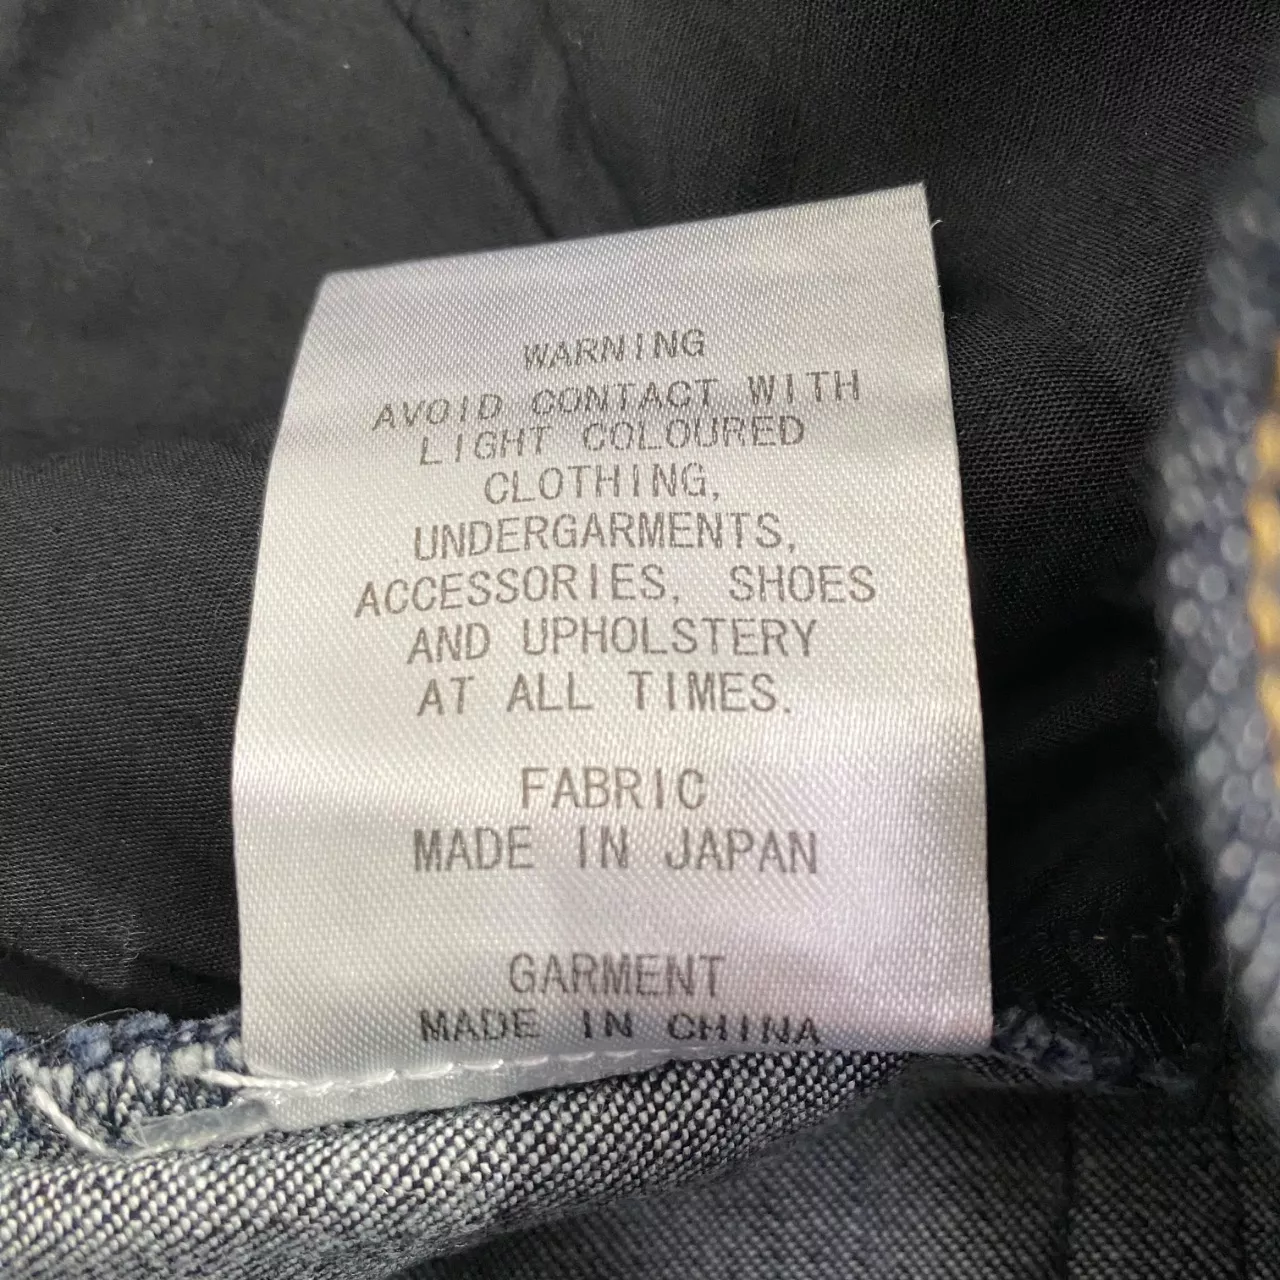 WARNING
AVOID CONTACT WITH
LIGHT COLOURED
CLOTHING,
UNDERGARMENTS,
ACCESSORIES, SHOES
AND UPHOLSTERY
AT ALL TIMES.
FABRIC
MADE IN JAPAN
GARMENT
MADE IN CHINA